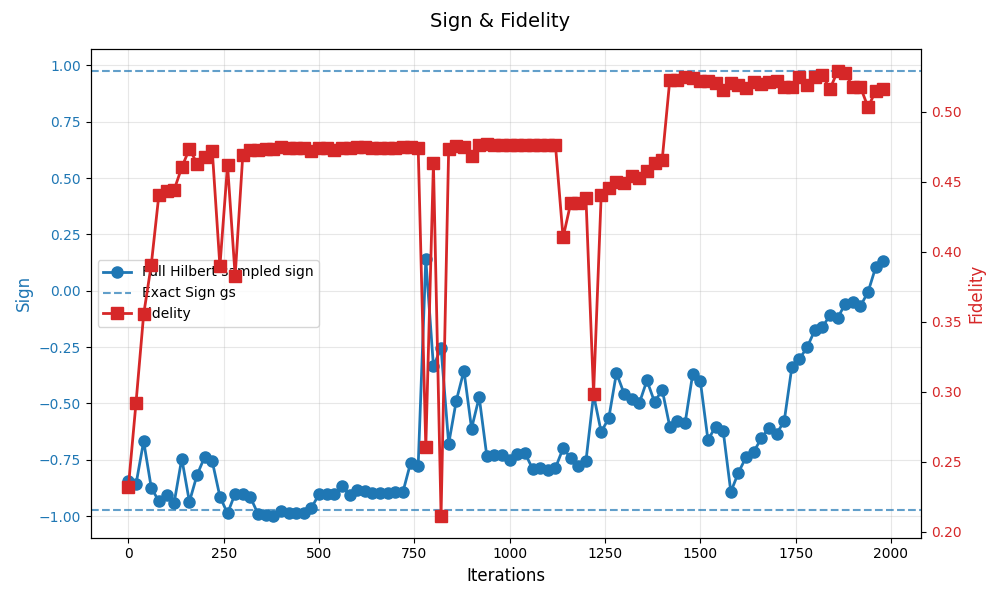 Sign & Fidelity
1.00
0.75
0.50
0.25
0.00
−0.25
−0.50
−0.75
−1.00
Sign
Full Hilbert sampled sign
Exact Sign gs
Fidelity
0.50
0.45
0.40
0.35
0.30
0.25
0.20
Fidelity
0 250 500 750 1000 1250 1500 1750 2000
Iterations